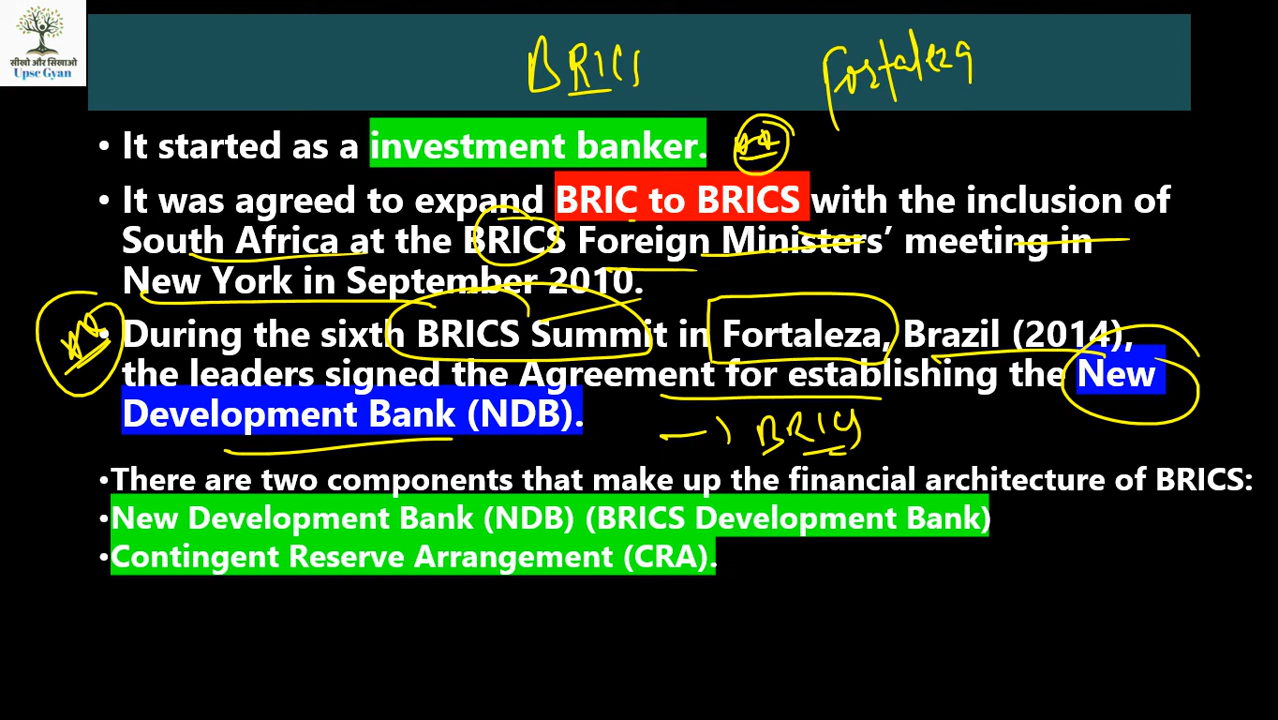 सीखो और सिखाओ
Upsc Gyan
BRICS
Fortaleza
• It started as a investment banker.
• It was agreed to expand BRIC to BRICS with the inclusion of
South Africa at the BRICS Foreign Ministers’ meeting in
New York in September 2010.
• During the sixth BRICS Summit in Fortaleza, Brazil (2014),
the leaders signed the Agreement for establishing the New
Development Bank (NDB).
BRICS
•There are two components that make up the financial architecture of BRICS:
•New Development Bank (NDB) (BRICS Development Bank)
•Contingent Reserve Arrangement (CRA).